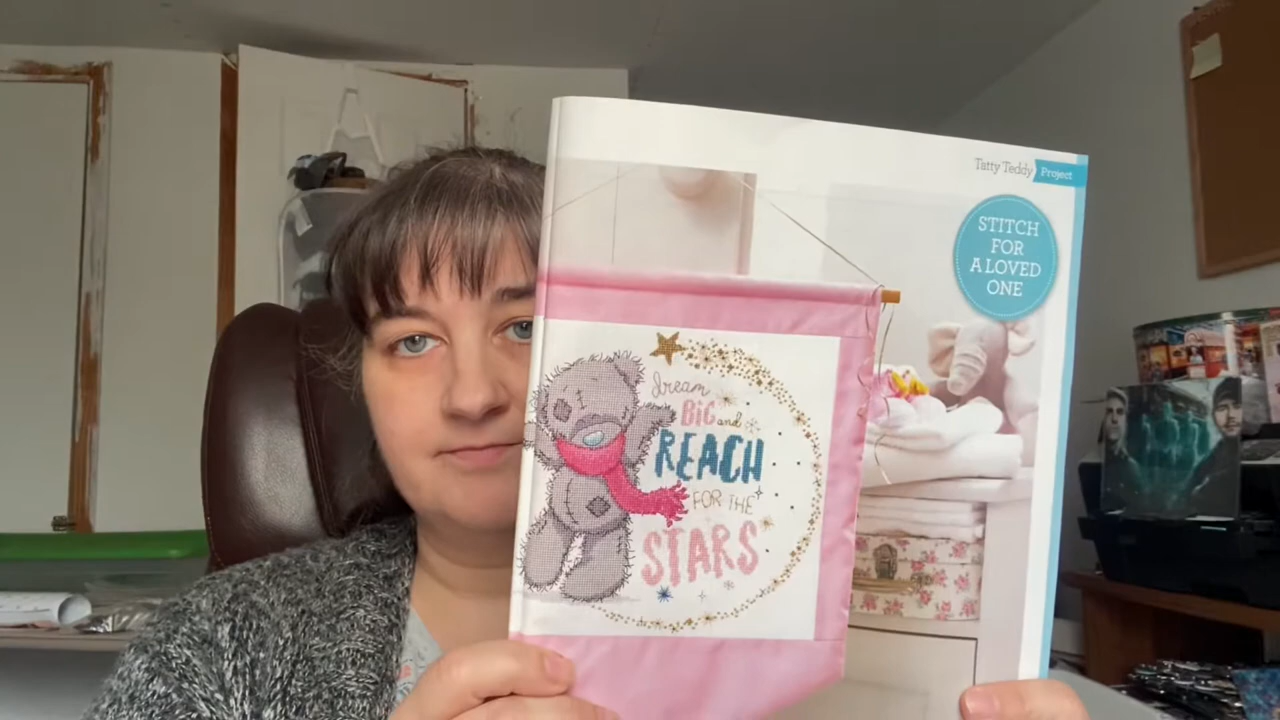 Tatty Teddy Project
STITCH
FOR
A LOVED
ONE
dream
BIG and
REACH
FOR THE
STARS